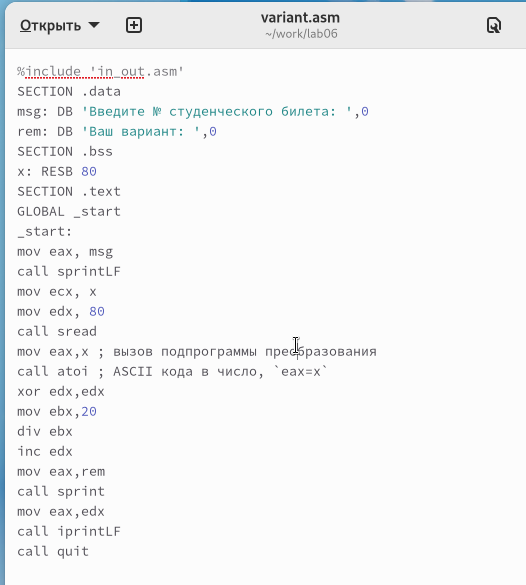 Открыть
variant.asm
~/work/lab06
%include 'in_out.asm'
SECTION .data
msg: DB 'Введите № студенческого билета: ',0
rem: DB 'Ваш вариант: ',0
SECTION .bss
x: RESB 80
SECTION .text
GLOBAL _start
_start:
mov eax, msg
call sprintLF
mov ecx, x
mov edx, 80
call sread
mov eax,x ; вызов подпрограммы преобразования
call atoi ; ASCII кода в число, `eax=x`
xor edx,edx
mov ebx,20
div ebx
inc edx
mov eax,rem
call sprint
mov eax,edx
call iprintLF
call quit